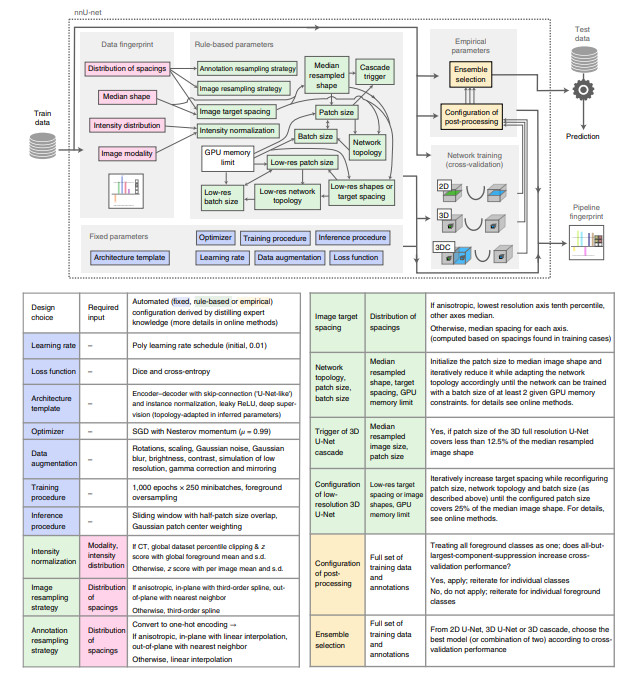 nnU-net
Data fingerprint
Distribution of spacings
Median shape
Intensity distribution
Image modality
Train
data
Rule-based parameters
Annotation resampling strategy
Image resampling strategy
Image target spacing
Intensity normalization
Median
resampled
shape
Cascade
trigger
Patch size
Batch size
Network
topology
GPU memory
limit
Low-res patch size
Low-res
batch size
Low-res network
topology
Low-res shapes or
target spacing
Empirical
parameters
Ensemble
selection
Configuration of
post-processing
Test
data
Prediction
Network training
(cross-validation)
2D
3D
3DC
Pipeline
fingerprint
Fixed parameters
Architecture template
Optimizer
Training procedure
Inference procedure
Learning rate
Data augmentation
Loss function
Design
choice
Required
input
Automated (fixed, rule-based or empirical)
configuration derived by distilling expert
knowledge (more details in online methods)
Learning rate
–
Poly learning rate schedule (initial, 0.01)
Loss function
–
Dice and cross-entropy
Architecture
template
–
Encoder–decoder with skip-connection ('U-Net-like')
and instance normalization, leaky ReLU, deep super-
vision (topology-adapted in inferred parameters)
Optimizer
–
SGD with Nesterov momentum (μ = 0.99)
Data
augmentation
–
Rotations, scaling, Gaussian noise, Gaussian
blur, brightness, contrast, simulation of low
resolution, gamma correction and mirroring
Training
procedure
–
1,000 epochs × 250 minibatches, foreground
oversampling
Inference
procedure
–
Sliding window with half-patch size overlap,
Gaussian patch center weighting
Intensity
normalization
Modality,
intensity
distribution
If CT, global dataset percentile clipping & z
score with global foreground mean and s.d.
Otherwise, z score with per image mean and s.d.
Image
resampling
strategy
Distribution
of spacings
If anisotropic, in-plane with third-order spline, out-
of-plane with nearest neighbor
Otherwise, third-order spline
Annotation
resampling
strategy
Distribution
of spacings
Convert to one-hot encoding →
If anisotropic, in-plane with linear interpolation,
out-of-plane with nearest neighbor
Otherwise, linear interpolation
Image target
spacing
Distribution of
spacings
If anisotropic, lowest resolution axis tenth percentile,
other axes median.
Otherwise, median spacing for each axis.
(computed based on spacings found in training cases)
Network
topology,
patch size,
batch size
Median
resampled
shape, target
spacing, GPU
memory limit
Initialize the patch size to median image shape and
iteratively reduce it while adapting the network
topology accordingly until the network can be trained
with a batch size of at least 2 given GPU memory
constraints. for details see online methods.
Trigger of 3D
U-Net
cascade
Median
resampled
image size,
patch size
Yes, if patch size of the 3D full resolution U-Net
covers less than 12.5% of the median resampled
image shape
Configuration
of low-
resolution 3D
U-Net
Low-res target
spacing or image
shapes, GPU
memory limit
Iteratively increase target spacing while reconfiguring
patch size, network topology and batch size (as
described above) until the configured patch size
covers 25% of the median image shape. For details,
see online methods.
Configuration
of post-
processing
Full set of
training data
and
annotations
Treating all foreground classes as one; does all-but-
largest-component-suppression increase cross-
validation performance?
Yes, apply; reiterate for individual classes
No, do not apply; reiterate for individual foreground
classes
Ensemble
selection
Full set of
training data
and
annotations
From 2D U-Net, 3D U-Net or 3D cascade, choose the
best model (or combination of two) according to cross-
validation performance